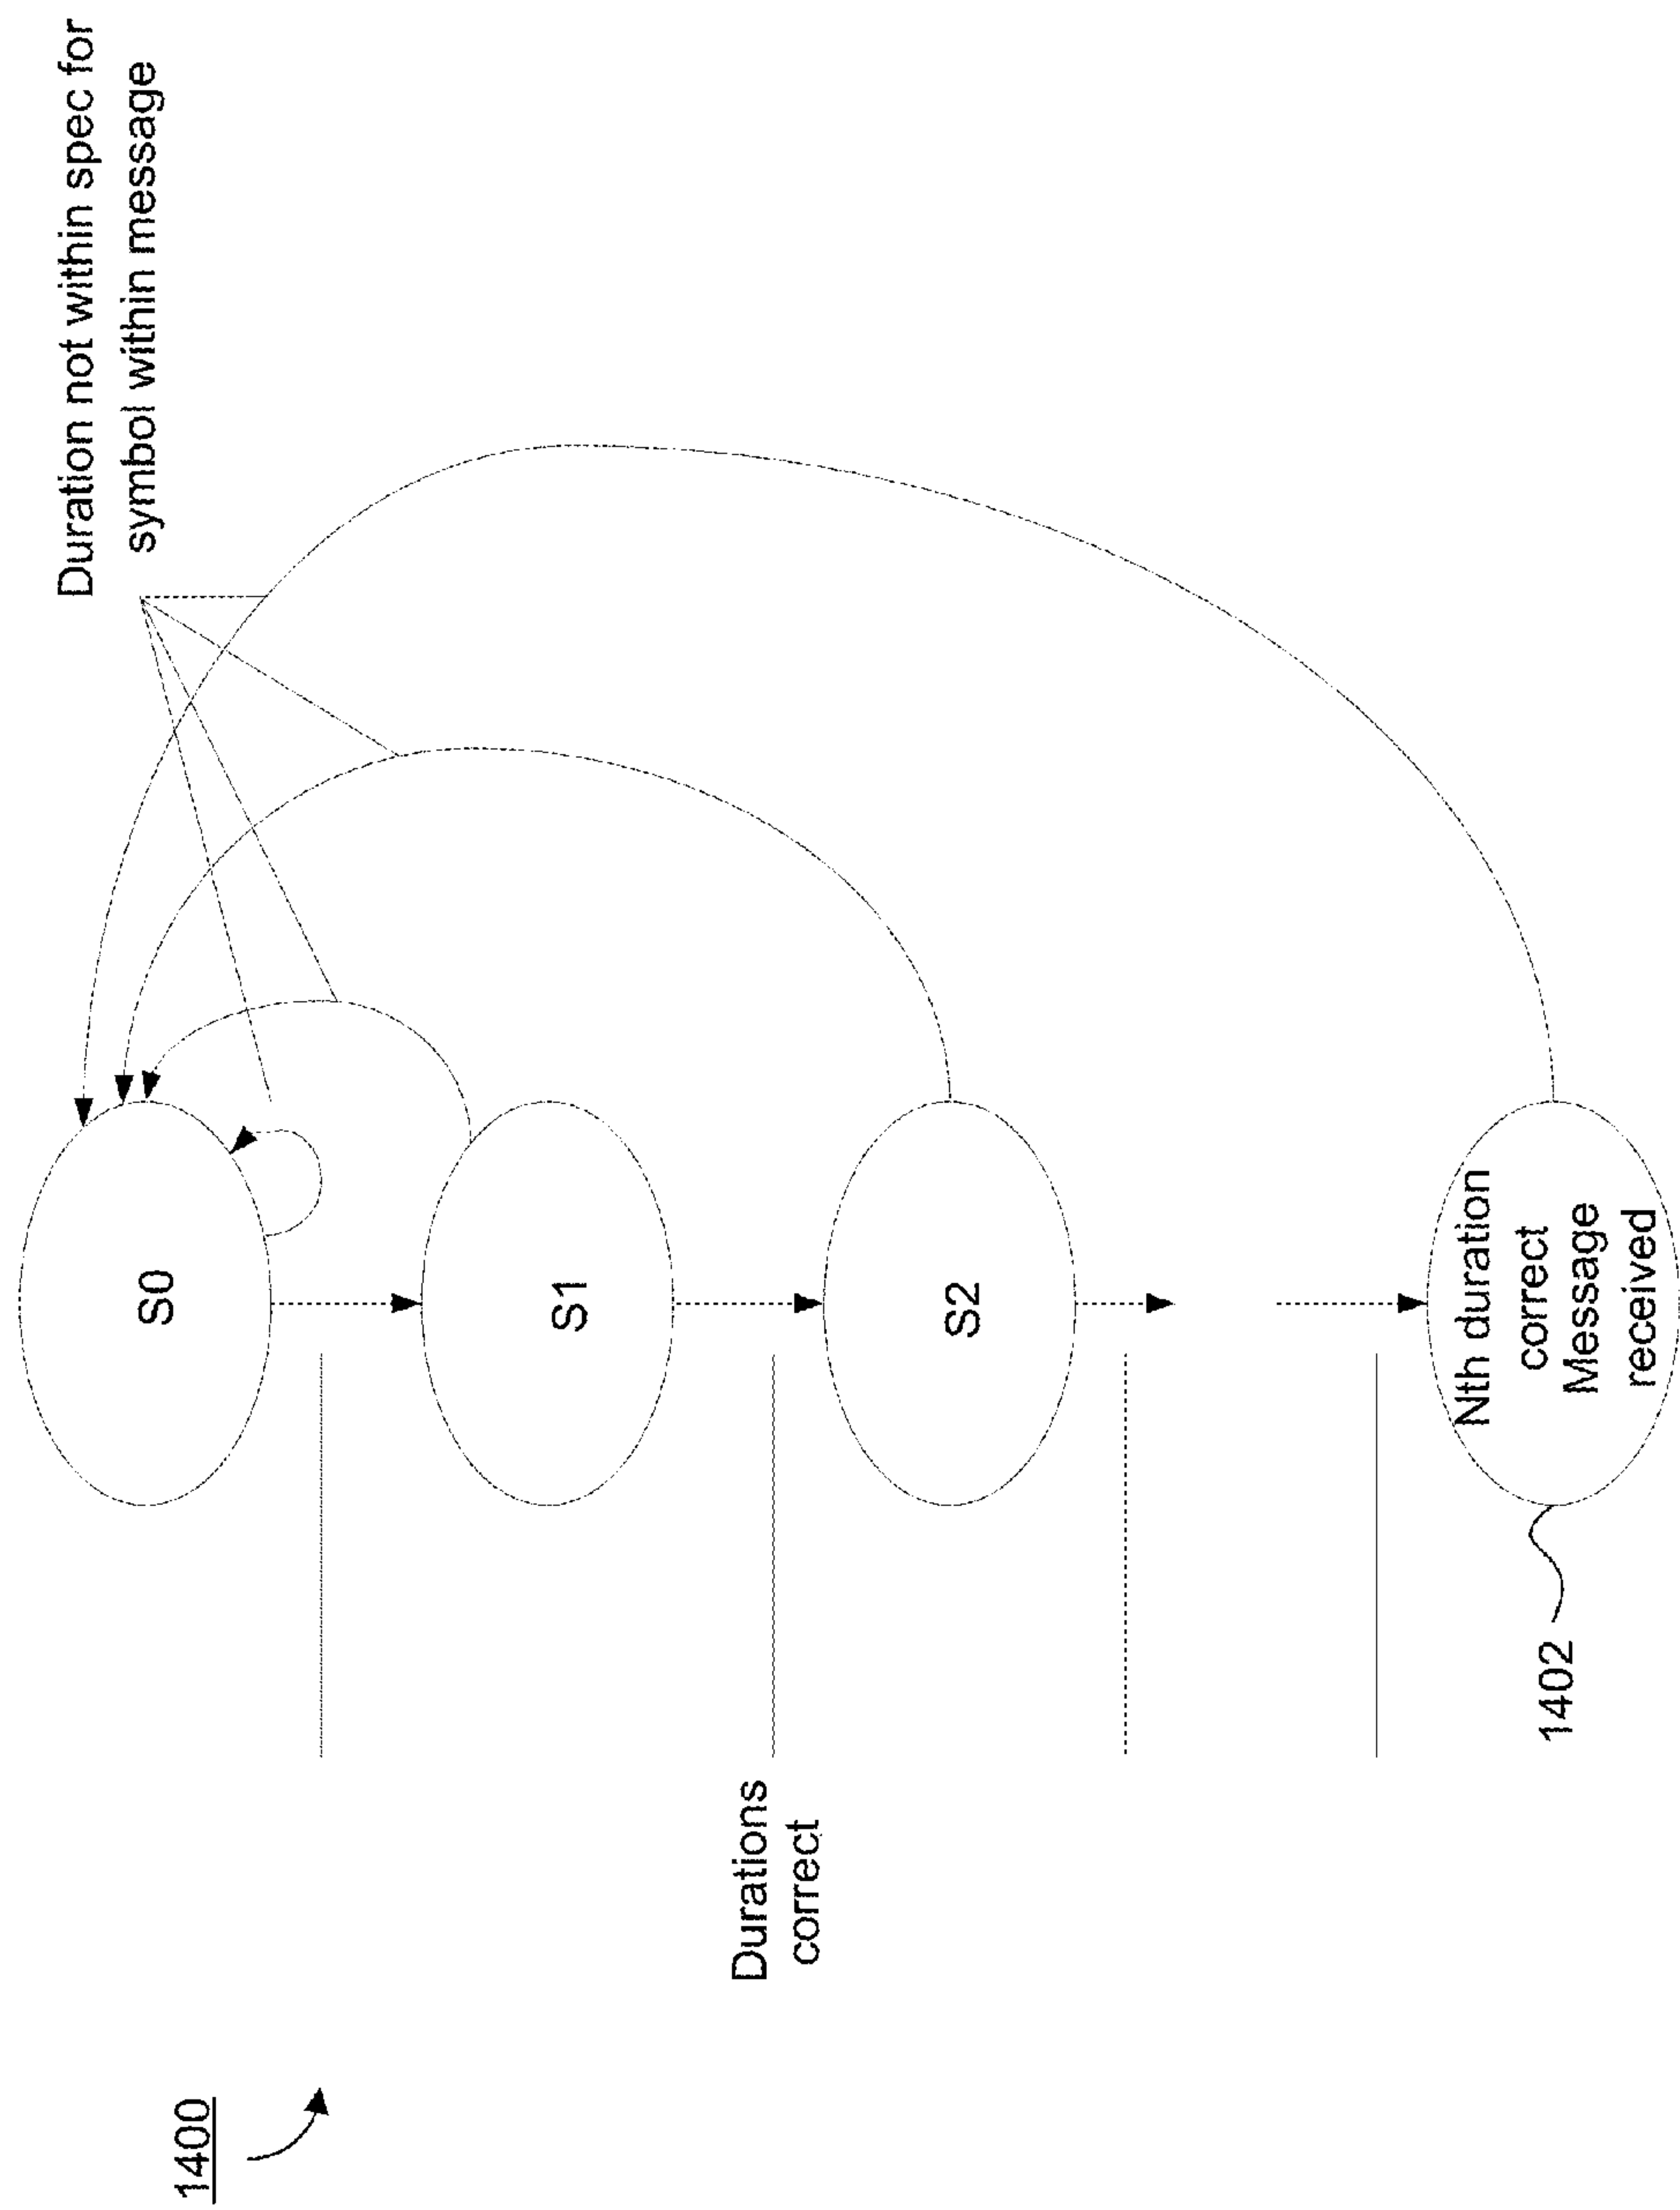 1400
Duration not within spec for
symbol within message
S0
S1
Durations
correct
S2
Nth duration
correct
Message
received
1402